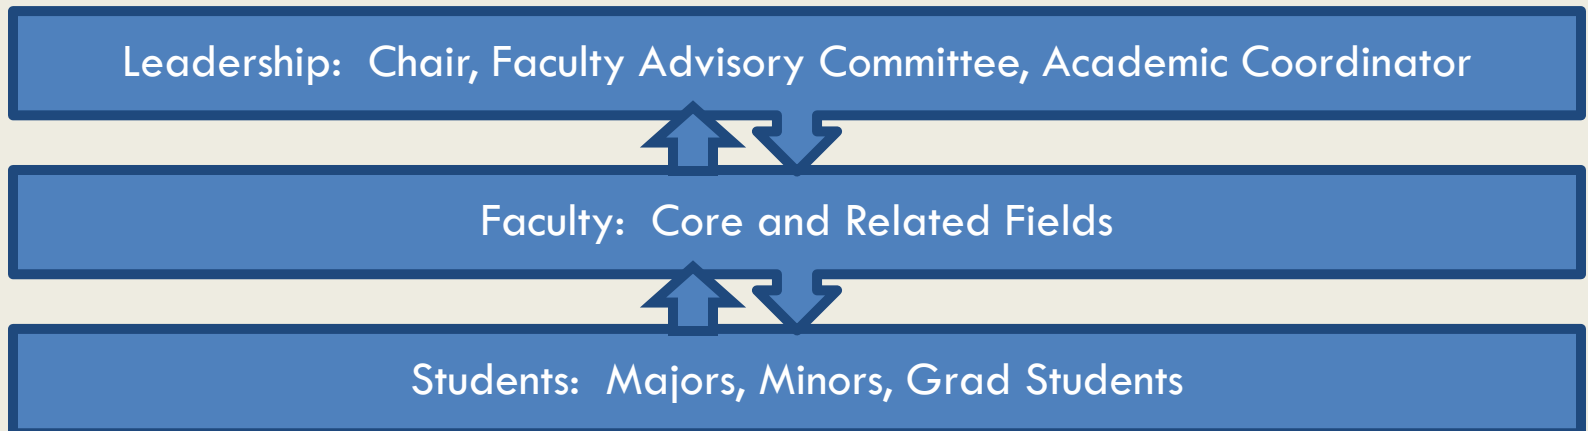 Leadership:  Chair, Faculty Advisory Committee, Academic Coordinator
Faculty:  Core and Related Fields
Students:  Majors, Minors, Grad Students